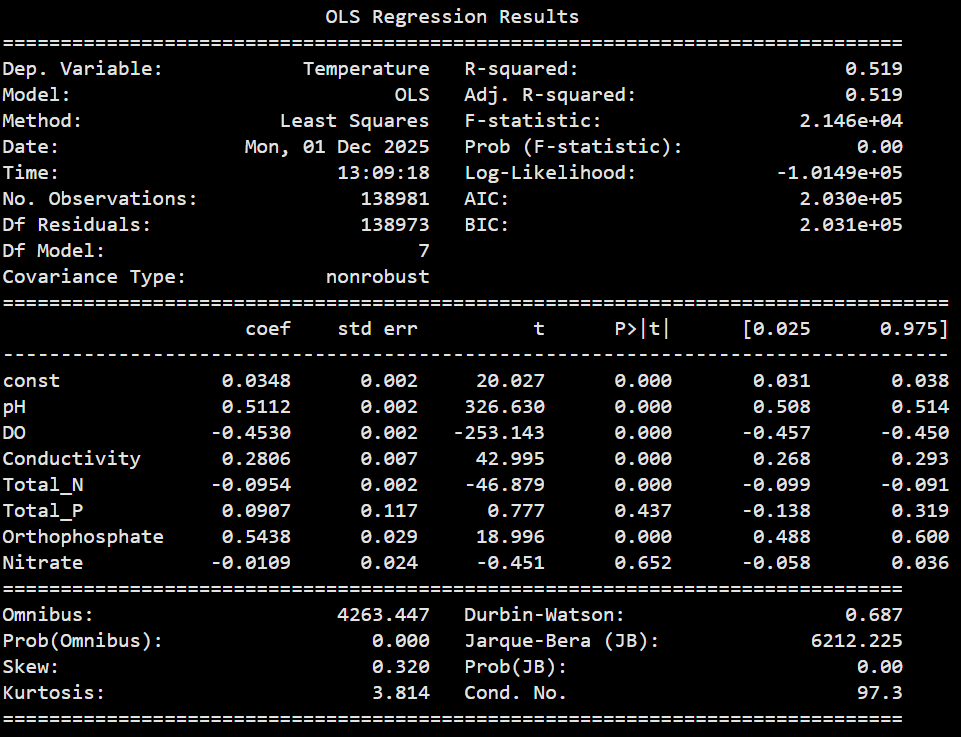 OLS Regression Results
==============================================================================
Dep. Variable:            Temperature   R-squared:                       0.519
Model:                            OLS   Adj. R-squared:                  0.519
Method:                 Least Squares   F-statistic:                 2.146e+04
Date:                Mon, 01 Dec 2025   Prob (F-statistic):               0.00
Time:                        13:09:18   Log-Likelihood:            -1.0149e+05
No. Observations:              138981   AIC:                         2.030e+05
Df Residuals:                  138973   BIC:                         2.031e+05
Df Model:                           7
Covariance Type:            nonrobust
==================================================================================
                     coef    std err          t      P>|t|      [0.025      0.975]
----------------------------------------------------------------------------------
const              0.0348      0.002     20.027      0.000       0.031       0.038
pH                 0.5112      0.002    326.630      0.000       0.508       0.514
DO                -0.4530      0.002   -253.143      0.000      -0.457      -0.450
Conductivity       0.2806      0.007     42.995      0.000       0.268       0.293
Total_N           -0.0954      0.002    -46.879      0.000      -0.099      -0.091
Total_P            0.0907      0.117      0.777      0.437      -0.138       0.319
Orthophosphate     0.5438      0.029     18.996      0.000       0.488       0.600
Nitrate           -0.0109      0.024     -0.451      0.652      -0.058       0.036
==============================================================================
Omnibus:                     4263.447   Durbin-Watson:                   0.687
Prob(Omnibus):                  0.000   Jarque-Bera (JB):             6212.225
Skew:                           0.320   Prob(JB):                         0.00
Kurtosis:                       3.814   Cond. No.                         97.3
==============================================================================